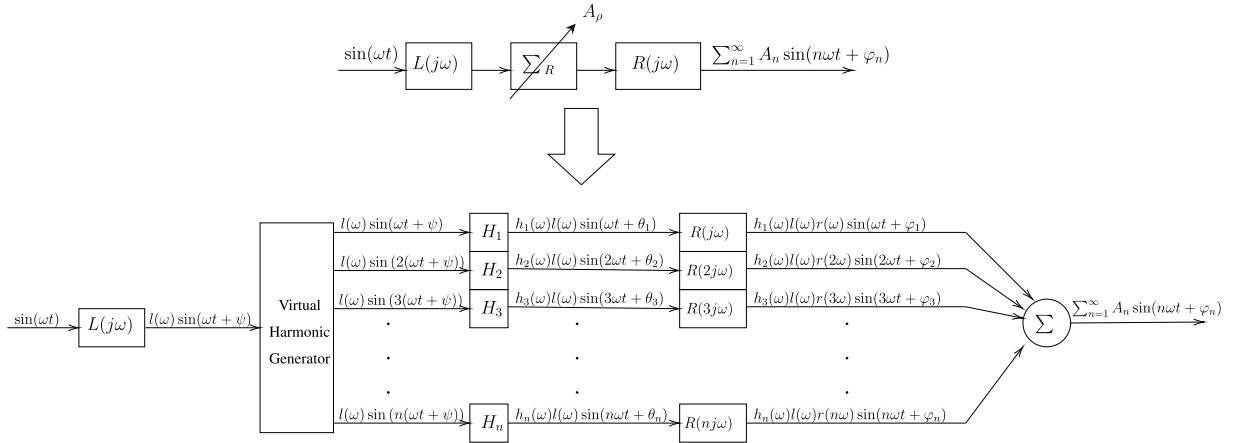 A_ρ
sin(ωt) L(jω) ∑_R R(jω) ∑_{n=1}^{∞} A_n sin(nωt + φ_n)
l(ω) sin(ωt + ψ) H_1 h_1(ω)l(ω) sin(ωt + θ_1) R(jω) h_1(ω)l(ω)r(ω) sin(ωt + φ_1)
l(ω) sin (2(ωt + ψ)) H_2 h_2(ω)l(ω) sin(2ωt + θ_2) R(2jω) h_2(ω)l(ω)r(2ω) sin(2ωt + φ_2)
l(ω) sin (3(ωt + ψ)) H_3 h_3(ω)l(ω) sin(3ωt + θ_3) R(3jω) h_3(ω)l(ω)r(3ω) sin(3ωt + φ_3)
sin(ωt) L(jω) l(ω) sin(ωt + ψ)
Virtual
Harmonic
Generator
∑ ∑_{n=1}^{∞} A_n sin(nωt + φ_n)
l(ω) sin (n(ωt + ψ)) H_n h_n(ω)l(ω) sin(nωt + θ_n) R(njω) h_n(ω)l(ω)r(nω) sin(nωt + φ_n)